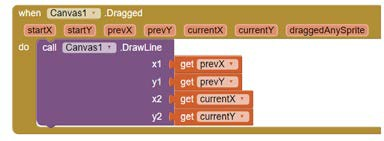 when Canvas1 .Dragged
startX startY prevX prevY currentX currentY draggedAnySprite
do call Canvas1 .DrawLine
x1 get prevX
y1 get prevY
x2 get currentX
y2 get currentY